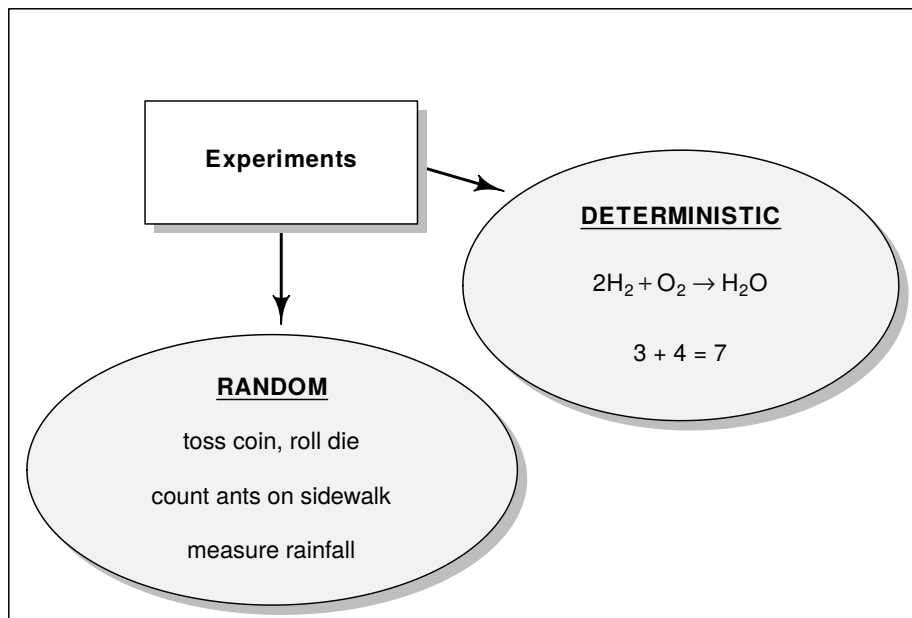 Experiments
DETERMINISTIC
2H₂ + O₂ → H₂O
3 + 4 = 7
RANDOM
toss coin, roll die
count ants on sidewalk
measure rainfall